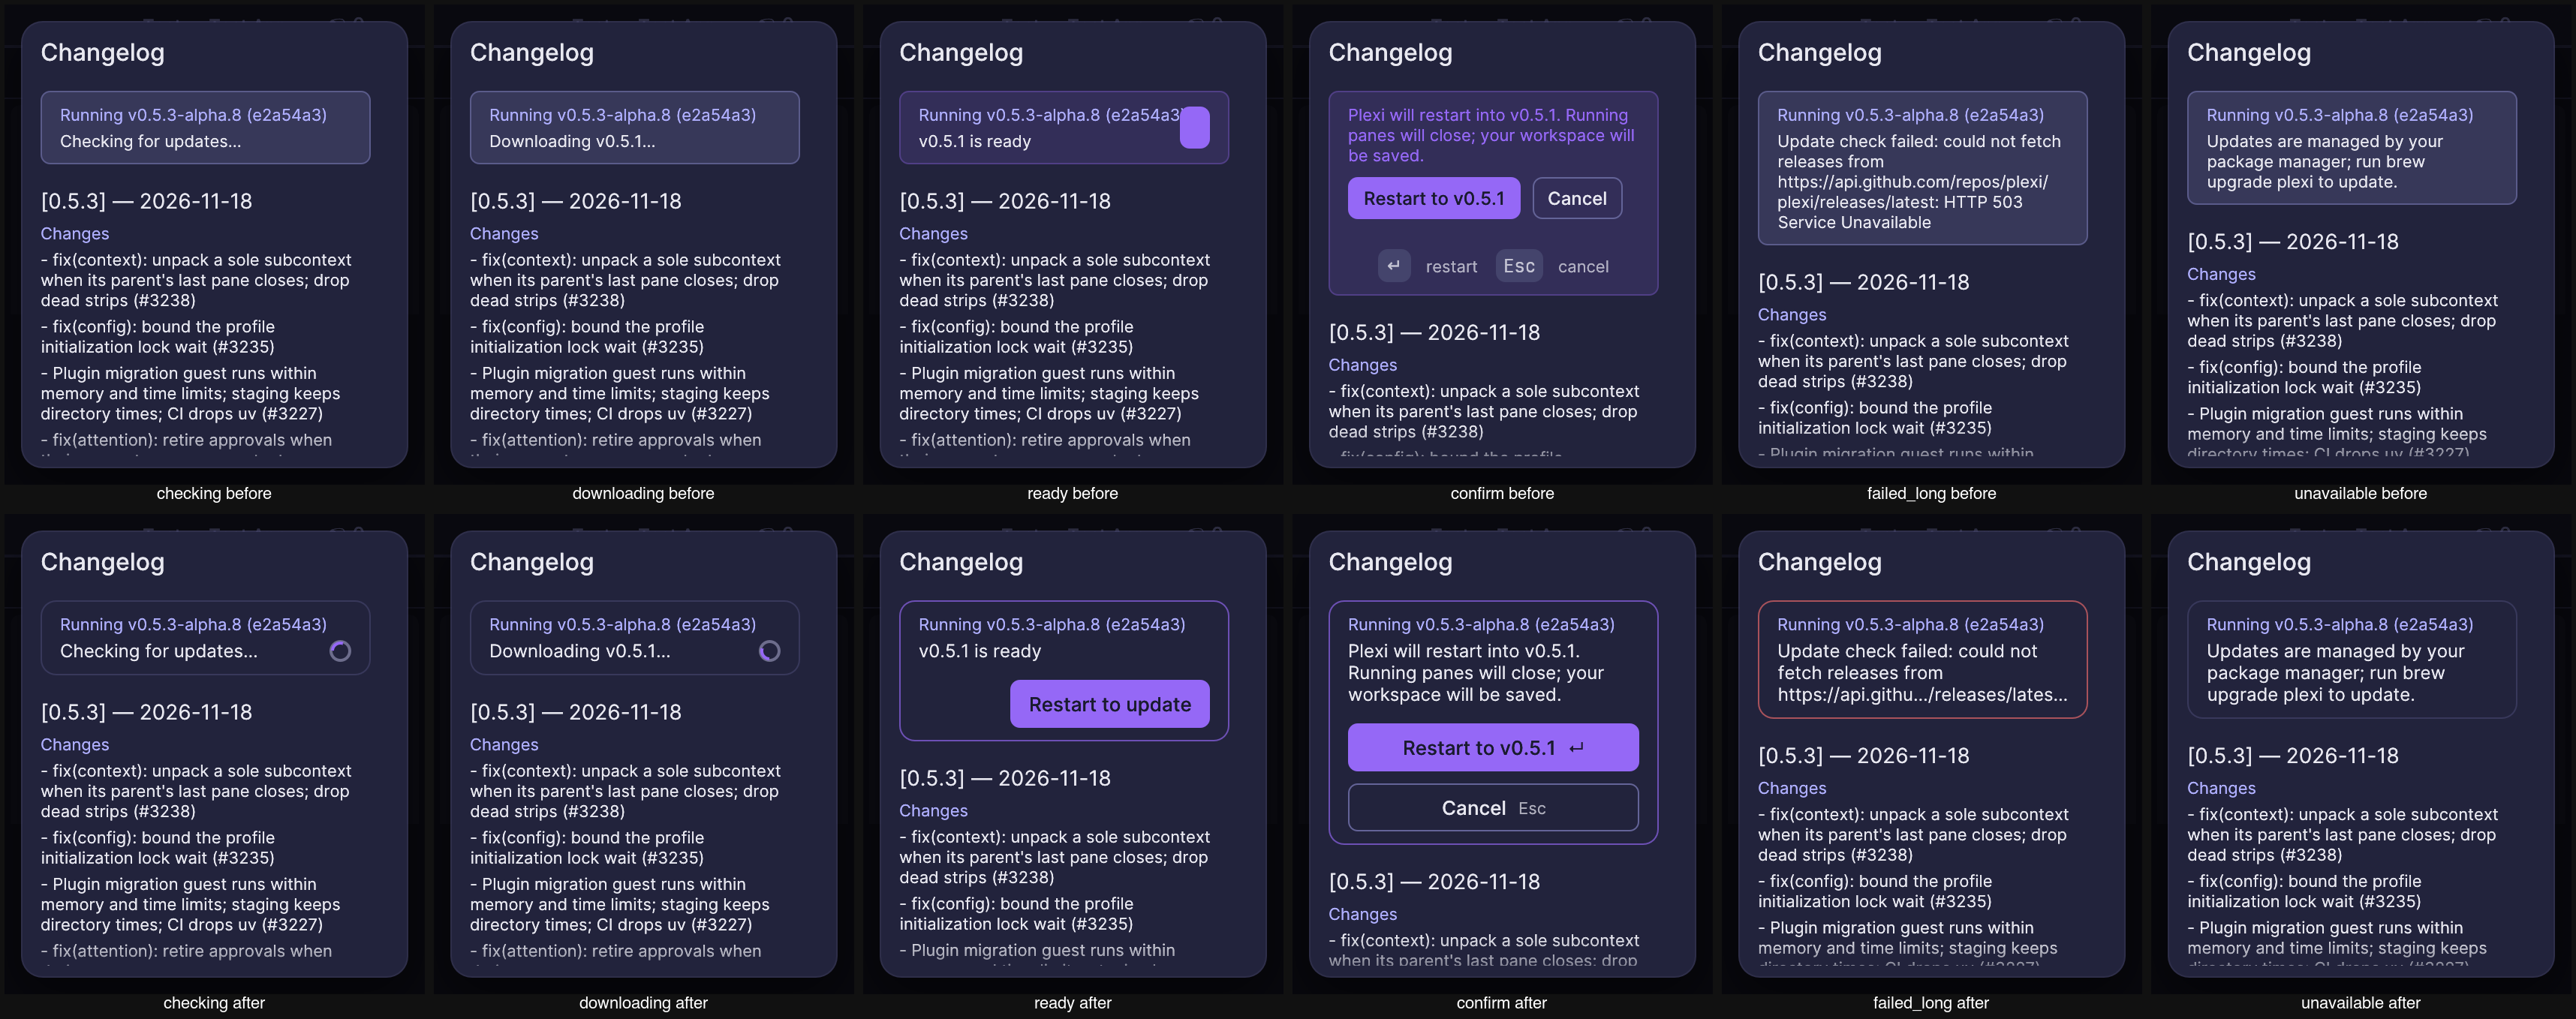 Changelog
Running v0.5.3-alpha.8 (e2a54a3)
Checking for updates...
[0.5.3] — 2026-11-18
Changes
- fix(context): unpack a sole subcontext
when its parent's last pane closes; drop
dead strips (#3238)
- fix(config): bound the profile
initialization lock wait (#3235)
- Plugin migration guest runs within
memory and time limits; staging keeps
directory times; CI drops uv (#3227)
- fix(attention): retire approvals when
checking before
Changelog
Running v0.5.3-alpha.8 (e2a54a3)
Downloading v0.5.1...
[0.5.3] — 2026-11-18
Changes
- fix(context): unpack a sole subcontext
when its parent's last pane closes; drop
dead strips (#3238)
- fix(config): bound the profile
initialization lock wait (#3235)
- Plugin migration guest runs within
memory and time limits; staging keeps
directory times; CI drops uv (#3227)
- fix(attention): retire approvals when
downloading before
Changelog
Running v0.5.3-alpha.8 (e2a54a3)
v0.5.1 is ready
[0.5.3] — 2026-11-18
Changes
- fix(context): unpack a sole subcontext
when its parent's last pane closes; drop
dead strips (#3238)
- fix(config): bound the profile
initialization lock wait (#3235)
- Plugin migration guest runs within
memory and time limits; staging keeps
directory times; CI drops uv (#3227)
- fix(attention): retire approvals when
ready before
Changelog
Plexi will restart into v0.5.1. Running
panes will close; your workspace will
be saved.
Restart to v0.5.1 Cancel
↵ restart Esc cancel
[0.5.3] — 2026-11-18
Changes
- fix(context): unpack a sole subcontext
when its parent's last pane closes; drop
dead strips (#3238)
- fix(config): bound the profile
confirm before
Changelog
Running v0.5.3-alpha.8 (e2a54a3)
Update check failed: could not fetch
releases from
https://api.github.com/repos/plexi/
plexi/releases/latest: HTTP 503
Service Unavailable
[0.5.3] — 2026-11-18
Changes
- fix(context): unpack a sole subcontext
when its parent's last pane closes; drop
dead strips (#3238)
- fix(config): bound the profile
initialization lock wait (#3235)
- Plugin migration guest runs within
failed_long before
Changelog
Running v0.5.3-alpha.8 (e2a54a3)
Updates are managed by your
package manager; run brew
upgrade plexi to update.
[0.5.3] — 2026-11-18
Changes
- fix(context): unpack a sole subcontext
when its parent's last pane closes; drop
dead strips (#3238)
- fix(config): bound the profile
initialization lock wait (#3235)
- Plugin migration guest runs within
memory and time limits; staging keeps
directory times; CI drops uv (#3227)
unavailable before
Changelog
Running v0.5.3-alpha.8 (e2a54a3)
Checking for updates...
[0.5.3] — 2026-11-18
Changes
- fix(context): unpack a sole subcontext
when its parent's last pane closes; drop
dead strips (#3238)
- fix(config): bound the profile
initialization lock wait (#3235)
- Plugin migration guest runs within
memory and time limits; staging keeps
directory times; CI drops uv (#3227)
- fix(attention): retire approvals when
checking after
Changelog
Running v0.5.3-alpha.8 (e2a54a3)
Downloading v0.5.1...
[0.5.3] — 2026-11-18
Changes
- fix(context): unpack a sole subcontext
when its parent's last pane closes; drop
dead strips (#3238)
- fix(config): bound the profile
initialization lock wait (#3235)
- Plugin migration guest runs within
memory and time limits; staging keeps
directory times; CI drops uv (#3227)
- fix(attention): retire approvals when
downloading after
Changelog
Running v0.5.3-alpha.8 (e2a54a3)
v0.5.1 is ready
Restart to update
[0.5.3] — 2026-11-18
Changes
- fix(context): unpack a sole subcontext
when its parent's last pane closes; drop
dead strips (#3238)
- fix(config): bound the profile
initialization lock wait (#3235)
- Plugin migration guest runs within
ready after
Changelog
Running v0.5.3-alpha.8 (e2a54a3)
Plexi will restart into v0.5.1.
Running panes will close; your
workspace will be saved.
Restart to v0.5.1 ↵
Cancel Esc
[0.5.3] — 2026-11-18
Changes
- fix(context): unpack a sole subcontext
when its parent's last pane closes; drop
confirm after
Changelog
Running v0.5.3-alpha.8 (e2a54a3)
Update check failed: could not
fetch releases from
https://api.githu.../releases/lates...
[0.5.3] — 2026-11-18
Changes
- fix(context): unpack a sole subcontext
when its parent's last pane closes; drop
dead strips (#3238)
- fix(config): bound the profile
initialization lock wait (#3235)
- Plugin migration guest runs within
memory and time limits; staging keeps
directory times; CI drops uv (#3227)
failed_long after
Changelog
Running v0.5.3-alpha.8 (e2a54a3)
Updates are managed by your
package manager; run brew
upgrade plexi to update.
[0.5.3] — 2026-11-18
Changes
- fix(context): unpack a sole subcontext
when its parent's last pane closes; drop
dead strips (#3238)
- fix(config): bound the profile
initialization lock wait (#3235)
- Plugin migration guest runs within
memory and time limits; staging keeps
directory times; CI drops uv (#3227)
unavailable after